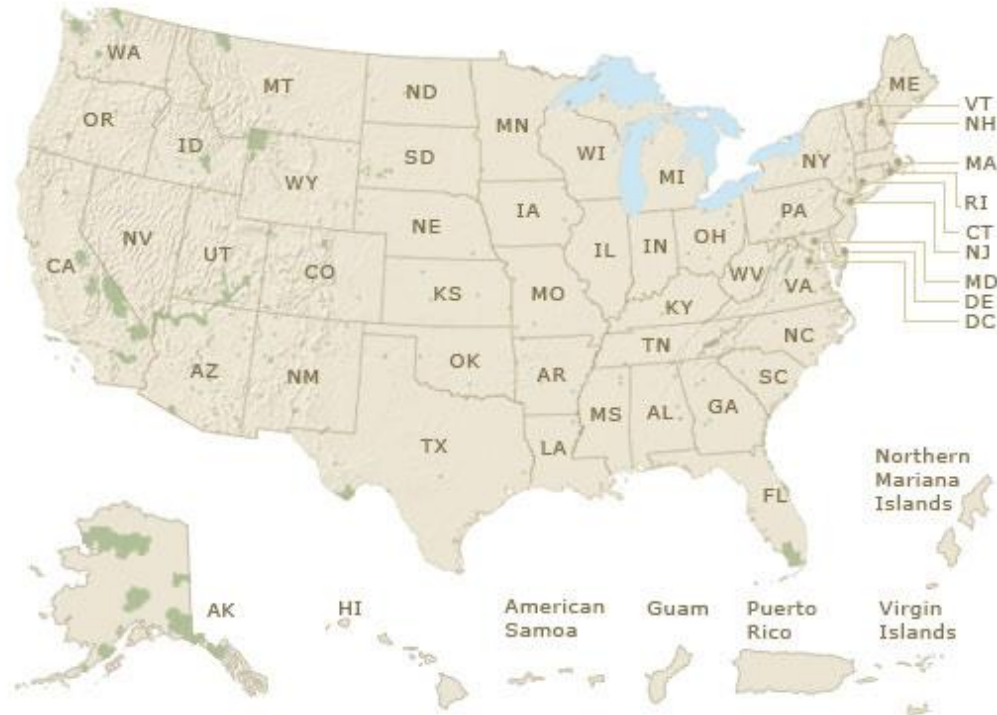 WA
MT
ND
MN
ME
VT
NH
OR
ID
SD
WI
MI
NY
MA
WY
RI
IA
PA
CT
NE
NV
UT
IL
IN
OH
NJ
CA
CO
WV
MD
KS
MO
KY
VA
DE
DC
TN
NC
AZ
NM
OK
AR
SC
MS
AL
GA
TX
LA
FL
Northern
Mariana
Islands
AK
HI
American
Samoa
Guam
Puerto
Rico
Virgin
Islands